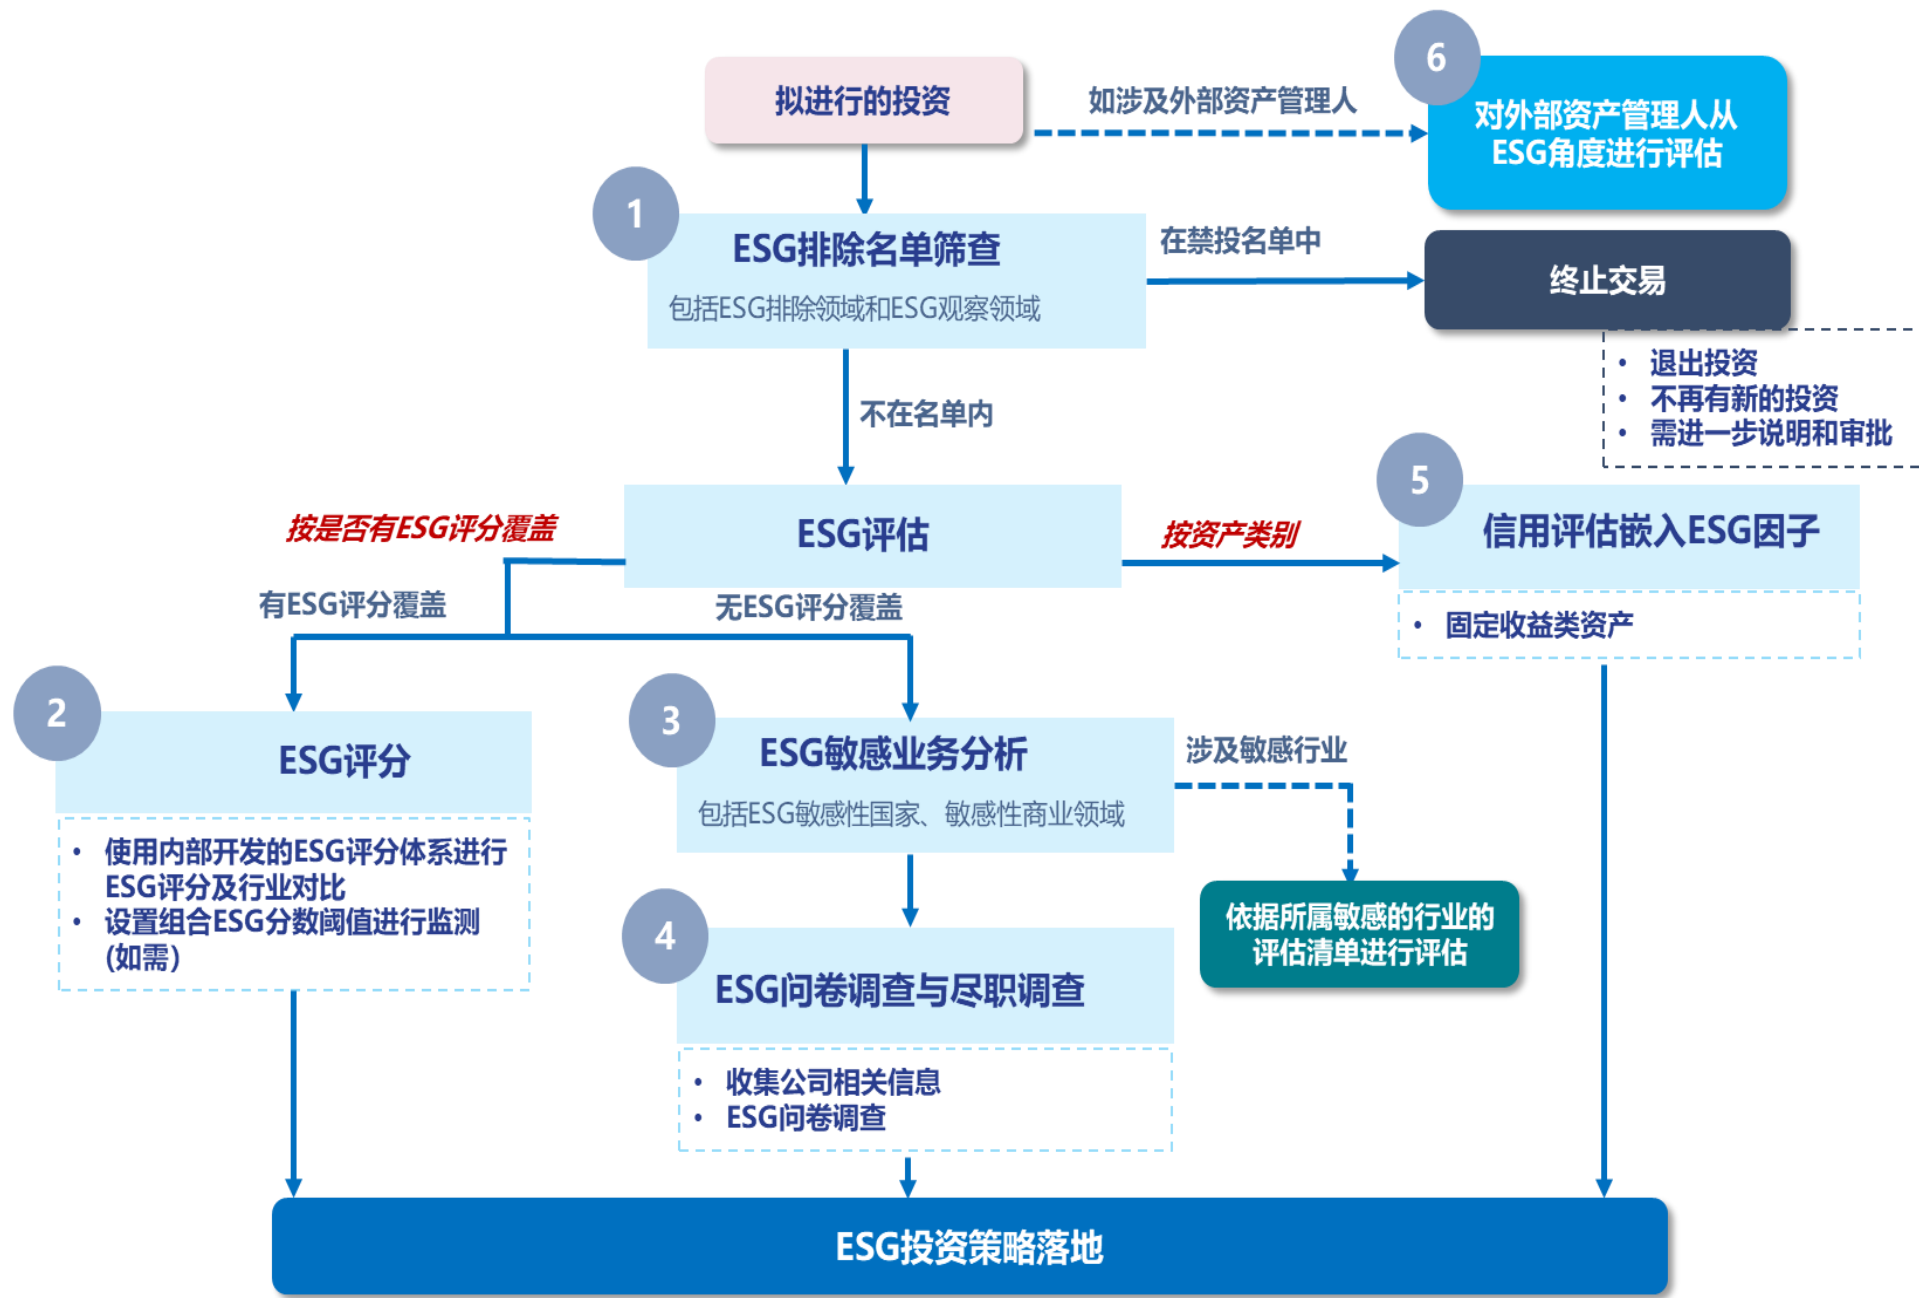 拟进行的投资
如涉及外部资产管理人
6
对外部资产管理人从
ESG角度进行评估
1
ESG排除名单筛查
包括ESG排除领域和ESG观察领域
在禁投名单中
终止交易
• 退出投资
• 不再有新的投资
• 需进一步说明和审批
不在名单内
按是否有ESG评分覆盖
ESG评估
按资产类别
5
信用评估嵌入ESG因子
• 固定收益类资产
有ESG评分覆盖
无ESG评分覆盖
2
ESG评分
• 使用内部开发的ESG评分体系进行
ESG评分及行业对比
• 设置组合ESG分数阈值进行监测
(如需)
3
ESG敏感业务分析
包括ESG敏感性国家、敏感性商业领域
涉及敏感行业
依据所属敏感的行业的
评估清单进行评估
4
ESG问卷调查与尽职调查
• 收集公司相关信息
• ESG问卷调查
ESG投资策略落地